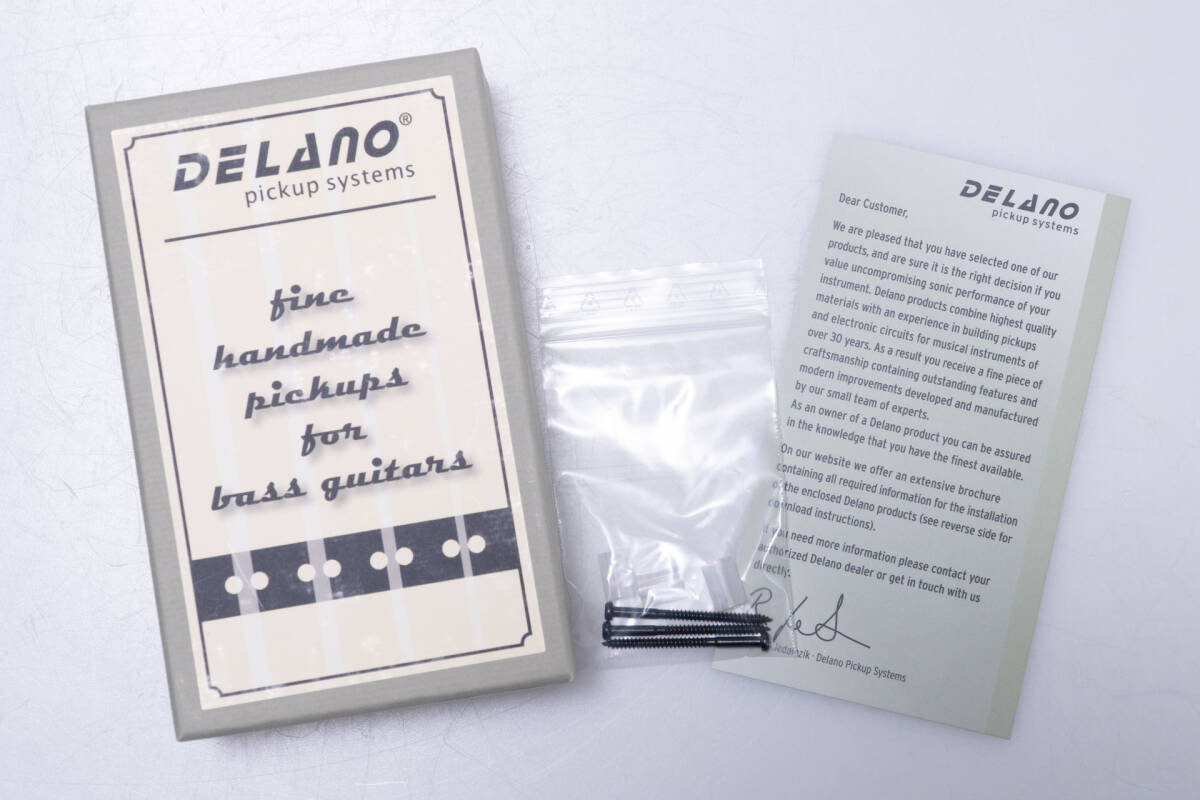 DELANO®
pickup systems
fine
handmade
pickups
for
bass guitars
DELANO
pickup systems
Dear Customer,
We are pleased that you have selected one of our
products, and are sure it is the right decision if you
value uncompromising sonic performance of your
instrument. Delano products combine highest quality
materials with an experience in building pickups
and electronic circuits for musical instruments of
over 30 years. As a result you receive a fine piece of
craftsmanship containing outstanding features and
modern improvements developed and manufactured
by our small team of experts.
As an owner of a Delano product you can be assured
in the knowledge that you have the finest available.
On our website we offer an extensive brochure
containing all required information for the installation
of the enclosed Delano products (see reverse side for
download instructions).
you need more information please contact your
authorized Delano dealer or get in touch with us
directly:
· Delano Pickup Systems